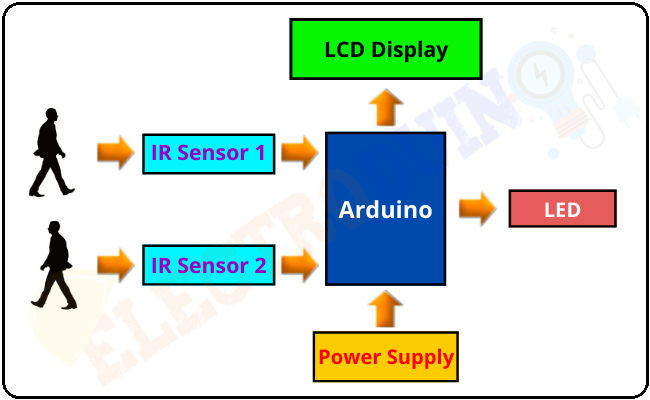 LCD Display
IR Sensor 1
Arduino
LED
IR Sensor 2
Power Supply